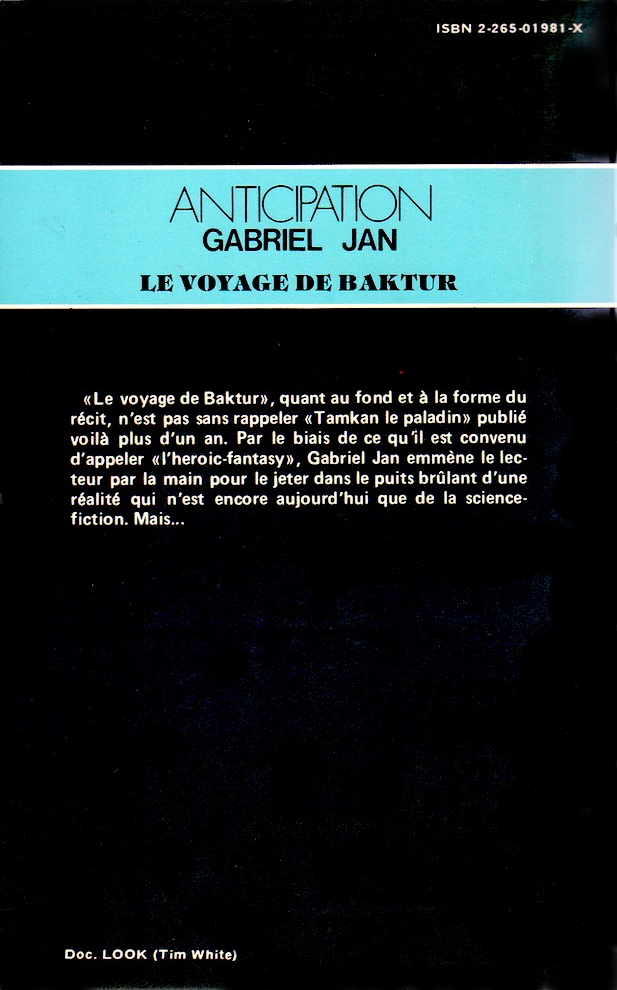 ISBN 2-265-01981-X
ANTICIPATION
GABRIEL JAN
LE VOYAGE DE BAKTUR
«Le voyage de Baktur», quant au fond et à la forme du
récit, n'est pas sans rappeler «Tamkan le paladin» publié
voilà plus d'un an. Par le biais de ce qu'il est convenu
d'appeler «l'heroic-fantasy», Gabriel Jan emmène le lec-
teur par la main pour le jeter dans le puits brûlant d'une
réalité qui n'est encore aujourd'hui que de la science-
fiction. Mais...
Doc. LOOK (Tim White)